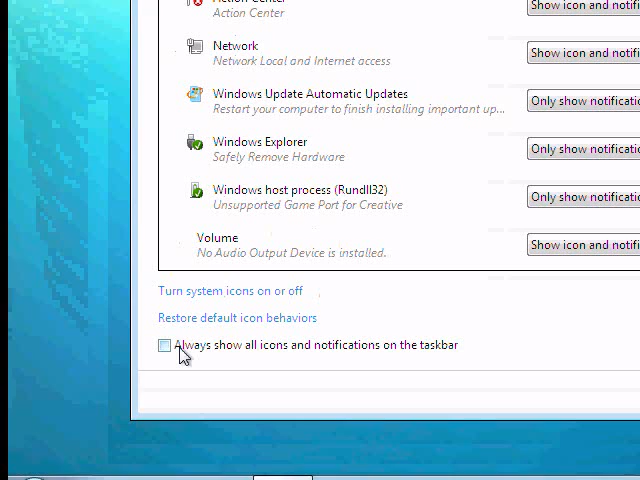 Action Center
Show icon and notifi
Action Center
Network
Show icon and notifi
Network Local and Internet access
Windows Update Automatic Updates
Only show notificatio
Restart your computer to finish installing important up...
Windows Explorer
Only show notificatio
Safely Remove Hardware
Windows host process (Rundll32)
Only show notificatio
Unsupported Game Port for Creative
Volume
Show icon and notifi
No Audio Output Device is installed.
Turn system icons on or off
Restore default icon behaviors
Always show all icons and notifications on the taskbar